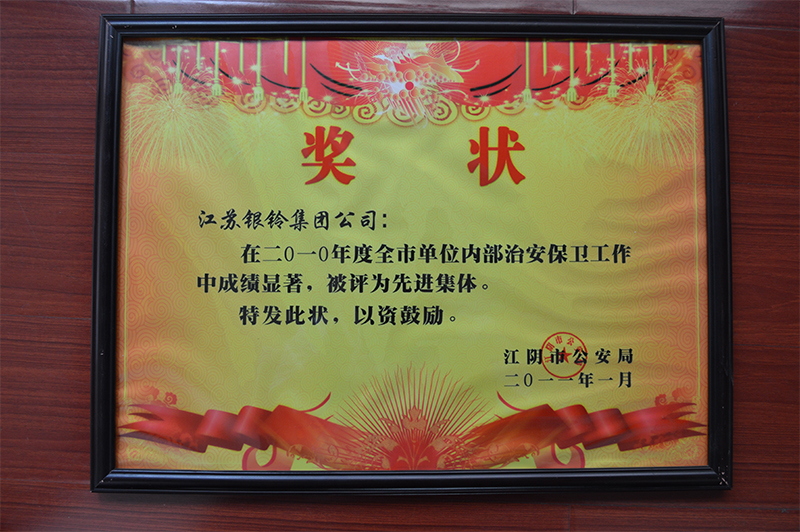 奖 状
江苏银铃集团公司：
在二〇一〇年度全市单位内部治安保卫工作
中成绩显著，被评为先进集体。
特发此状，以资鼓励。
江阴市公安局
二〇一一年一月